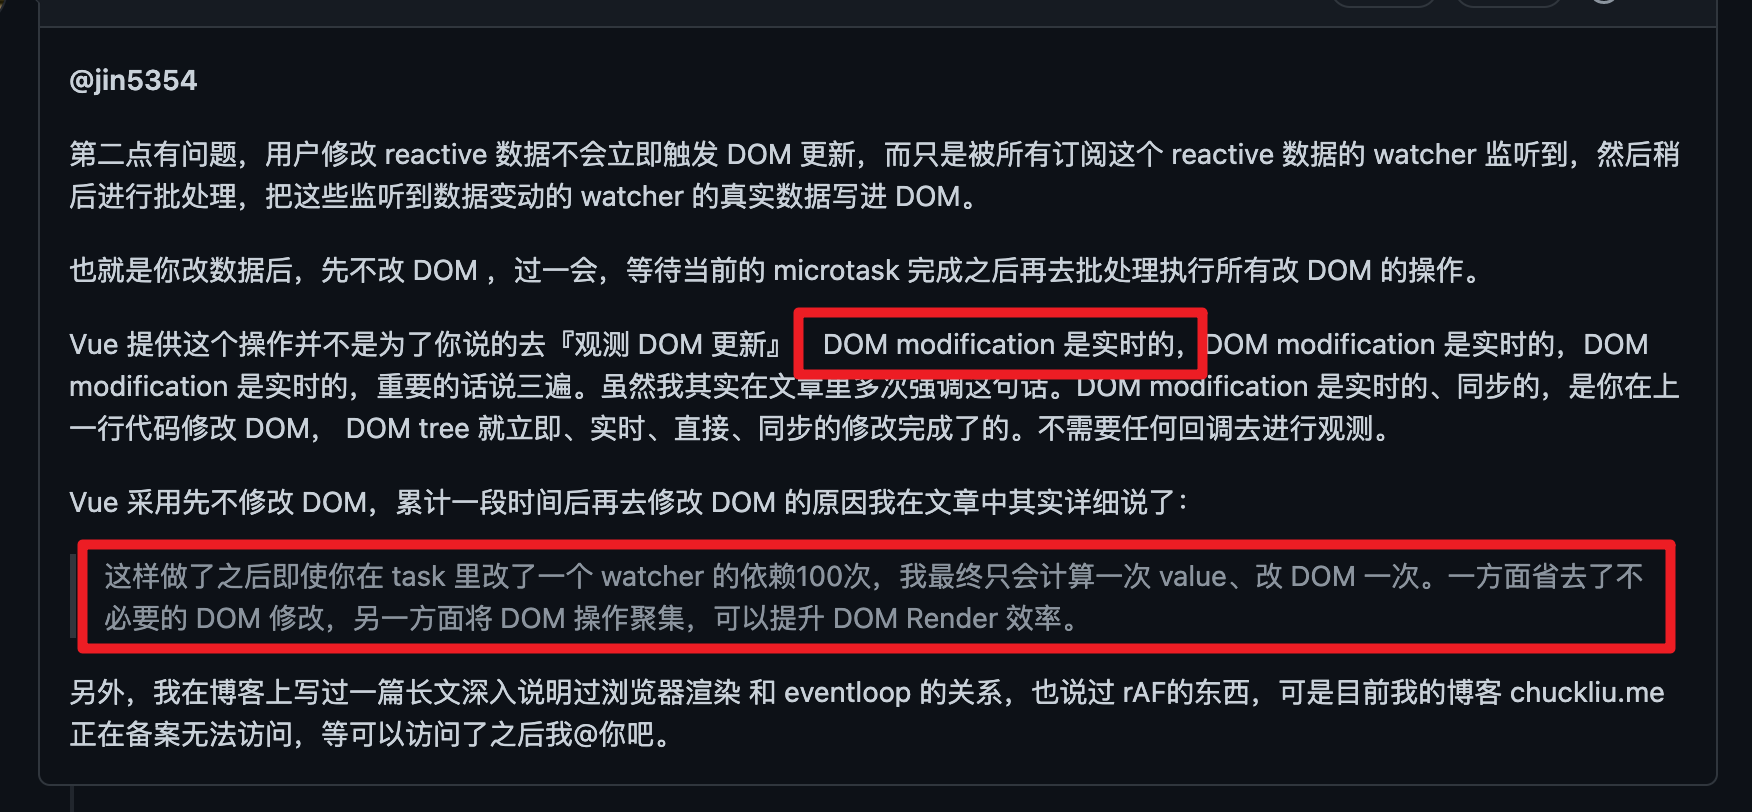 @jin5354
第二点有问题，用户修改 reactive 数据不会立即触发 DOM 更新，而只是被所有订阅这个 reactive 数据的 watcher 监听到，然后稍
后进行批处理，把这些监听到数据变动的 watcher 的真实数据写进 DOM。
也就是你改数据后，先不改 DOM ，过一会，等待当前的 microtask 完成之后再去批处理执行所有改 DOM 的操作。
Vue 提供这个操作并不是为了你说的去『观测 DOM 更新』 DOM modification 是实时的，DOM modification 是实时的，DOM
modification 是实时的，重要的话说三遍。虽然我其实在文章里多次强调这句话。DOM modification 是实时的、同步的，是你在上
一行代码修改 DOM， DOM tree 就立即、实时、直接、同步的修改完成了的。不需要任何回调去进行观测。
Vue 采用先不修改 DOM，累计一段时间后再去修改 DOM 的原因我在文章中其实详细说了：
这样做了之后即使你在 task 里改了一个 watcher 的依赖100次，我最终只会计算一次 value、改 DOM 一次。一方面省去了不
必要的 DOM 修改，另一方面将 DOM 操作聚集，可以提升 DOM Render 效率。
另外，我在博客上写过一篇长文深入说明过浏览器渲染 和 eventloop 的关系，也说过 rAF的东西，可是目前我的博客 chuckliu.me
正在备案无法访问，等可以访问了之后我@你吧。